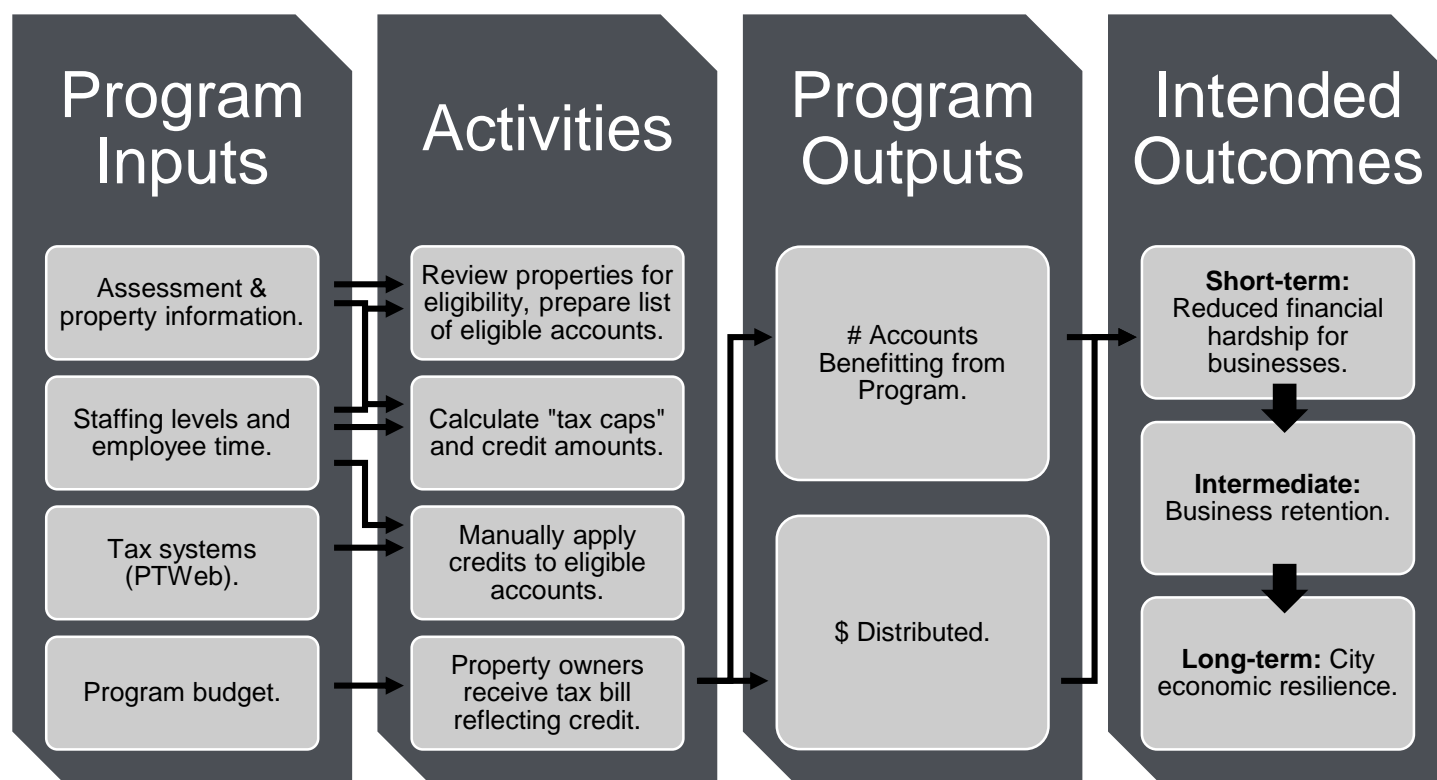 Program
Inputs
Assessment &
property information.
Staffing levels and
employee time.
Tax systems
(PTWeb).
Program budget.
Activities
Review properties for
eligibility, prepare list
of eligible accounts.
Calculate "tax caps"
and credit amounts.
Manually apply
credits to eligible
accounts.
Property owners
receive tax bill
reflecting credit.
Program
Outputs
# Accounts
Benefitting from
Program.
$ Distributed.
Intended
Outcomes
Short-term:
Reduced financial
hardship for
businesses.
Intermediate:
Business retention.
Long-term: City
economic resilience.